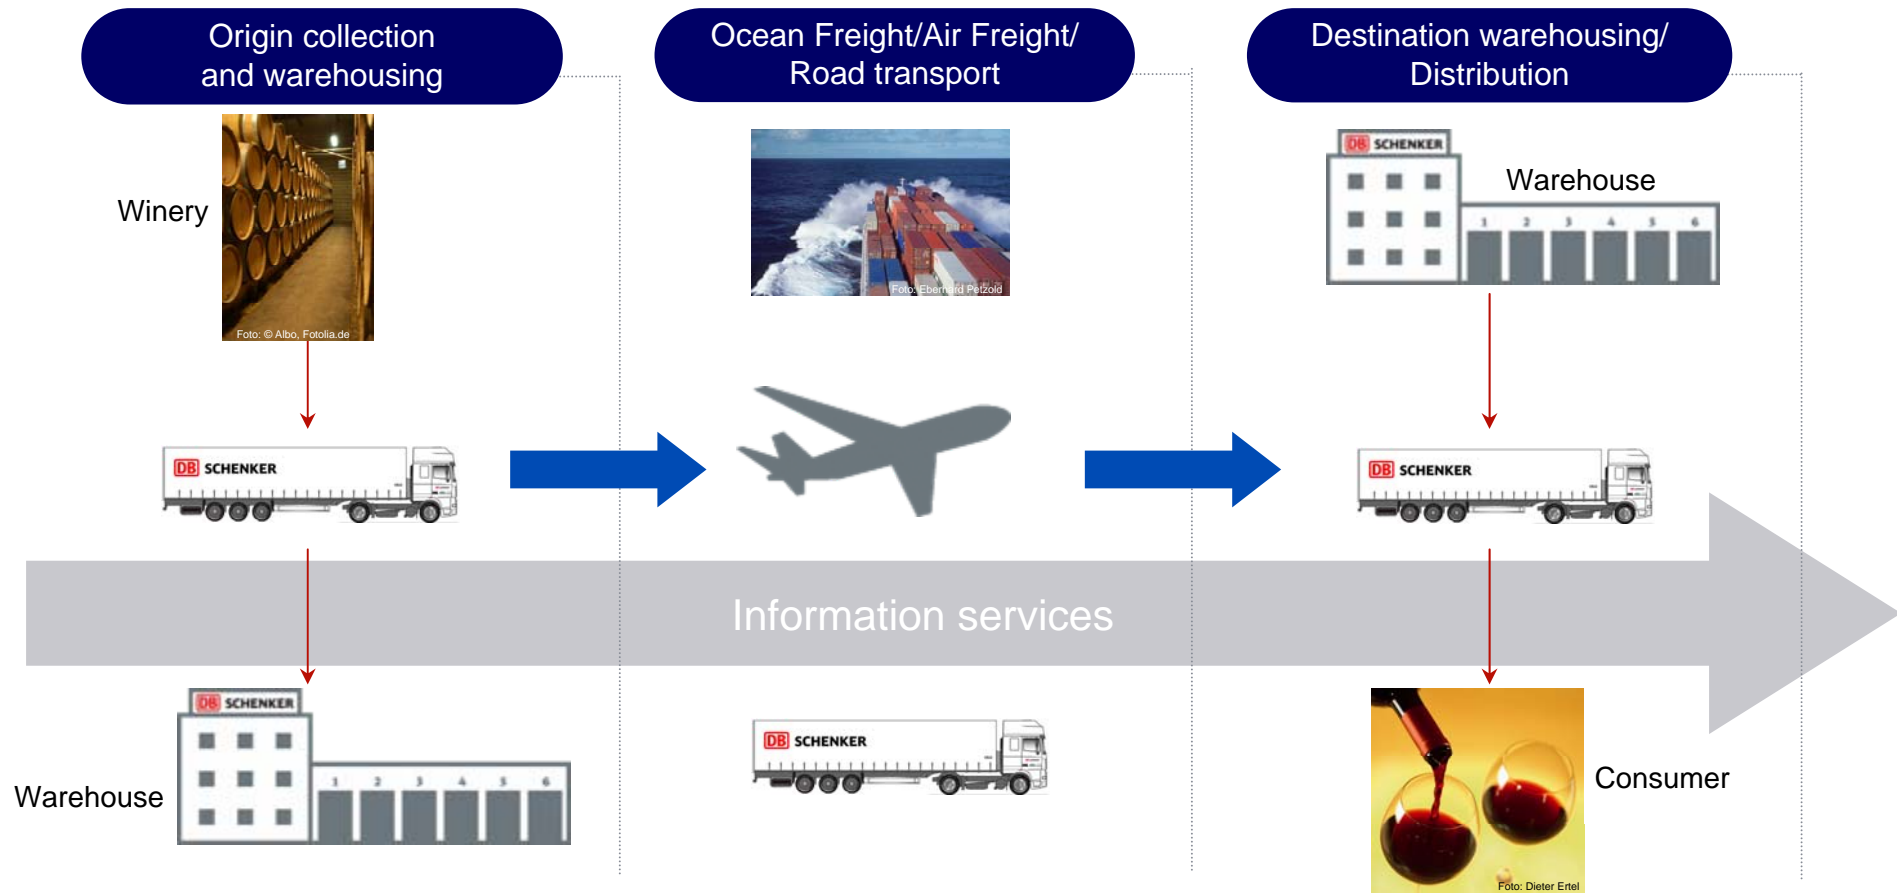 Origin collection
and warehousing
Ocean Freight/Air Freight/
Road transport
Destination warehousing/
Distribution
Winery
Foto: © Albo, Fotolia.de
Foto: Eberhard Petzold
DB SCHENKER
Warehouse
1 2 3 4 5 6
DB SCHENKER
DB SCHENKER
Information services
DB SCHENKER
Warehouse
1 2 3 4 5 6
DB SCHENKER
Consumer
Foto: Dieter Ertel